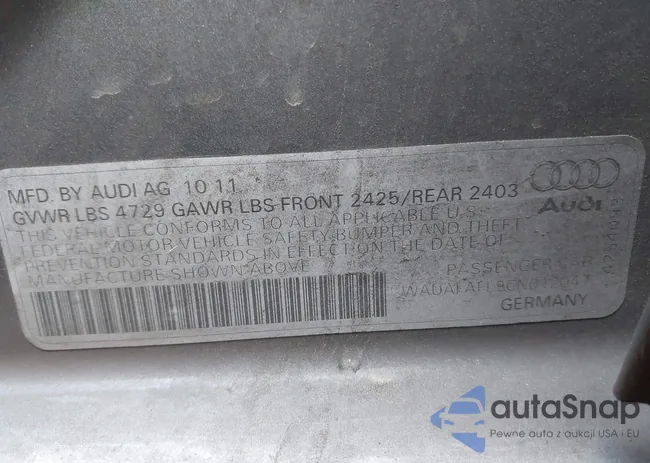 MFD. BY AUDI AG 10 11
GVWR LBS 4729 GAWR LBS FRONT 2425/REAR 2403
THIS VEHICLE CONFORMS TO ALL APPLICABLE U.S.
FEDERAL MOTOR VEHICLE SAFETY BUMPER AND THEFT
PREVENTION STANDARDS IN EFFECT ON THE DATE OF
MANUFACTURE SHOWN ABOVE
PASSENGER CAR
GERMANY
Audi
autaSnap
Pewne auta z aukcji USA i EU